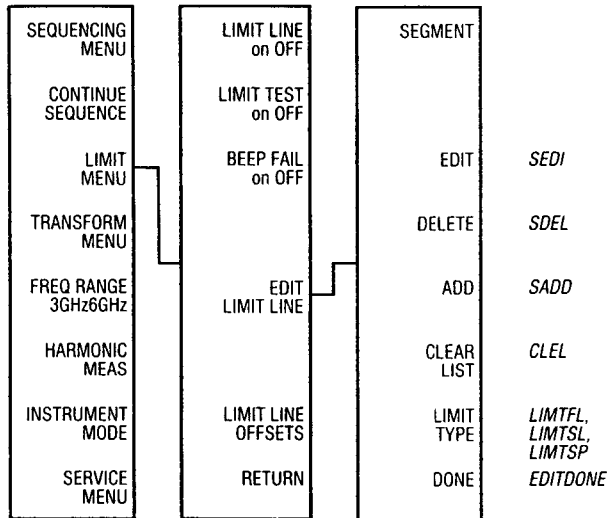 SEQUENCING
MENU
CONTINUE
SEQUENCE
LIMIT
MENU
TRANSFORM
MENU
FREQ RANGE
3GHz6GHz
HARMONIC
MEAS
INSTRUMENT
MODE
SERVICE
MENU
LIMIT LINE
on OFF
LIMIT TEST
on OFF
BEEP FAIL
on OFF
EDIT
LIMIT LINE
LIMIT LINE
OFFSETS
RETURN
SEGMENT
EDIT
DELETE
ADD
CLEAR
LIST
LIMIT
TYPE
DONE
SEDI
SDEL
SADD
CLEL
LIMTFL,
LIMTSL,
LIMTSP
EDITDONE